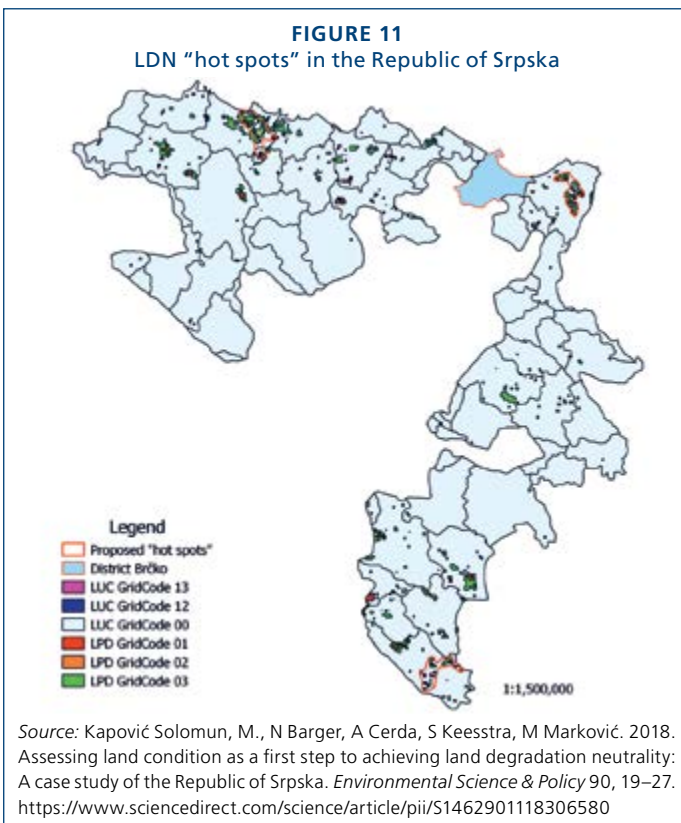 FIGURE 11
LDN “hot spots” in the Republic of Srpska
Legend
Proposed "hot spots"
District Brčko
LUC GridCode 13
LUC GridCode 12
LUC GridCode 00
LPD GridCode 01
LPD GridCode 02
LPD GridCode 03
1:1,500,000
Source: Kapović Solomun, M., N Barger, A Cerda, S Keesstra, M Marković. 2018.
Assessing land condition as a first step to achieving land degradation neutrality:
A case study of the Republic of Srpska. Environmental Science & Policy 90, 19–27.
https://www.sciencedirect.com/science/article/pii/S1462901118306580